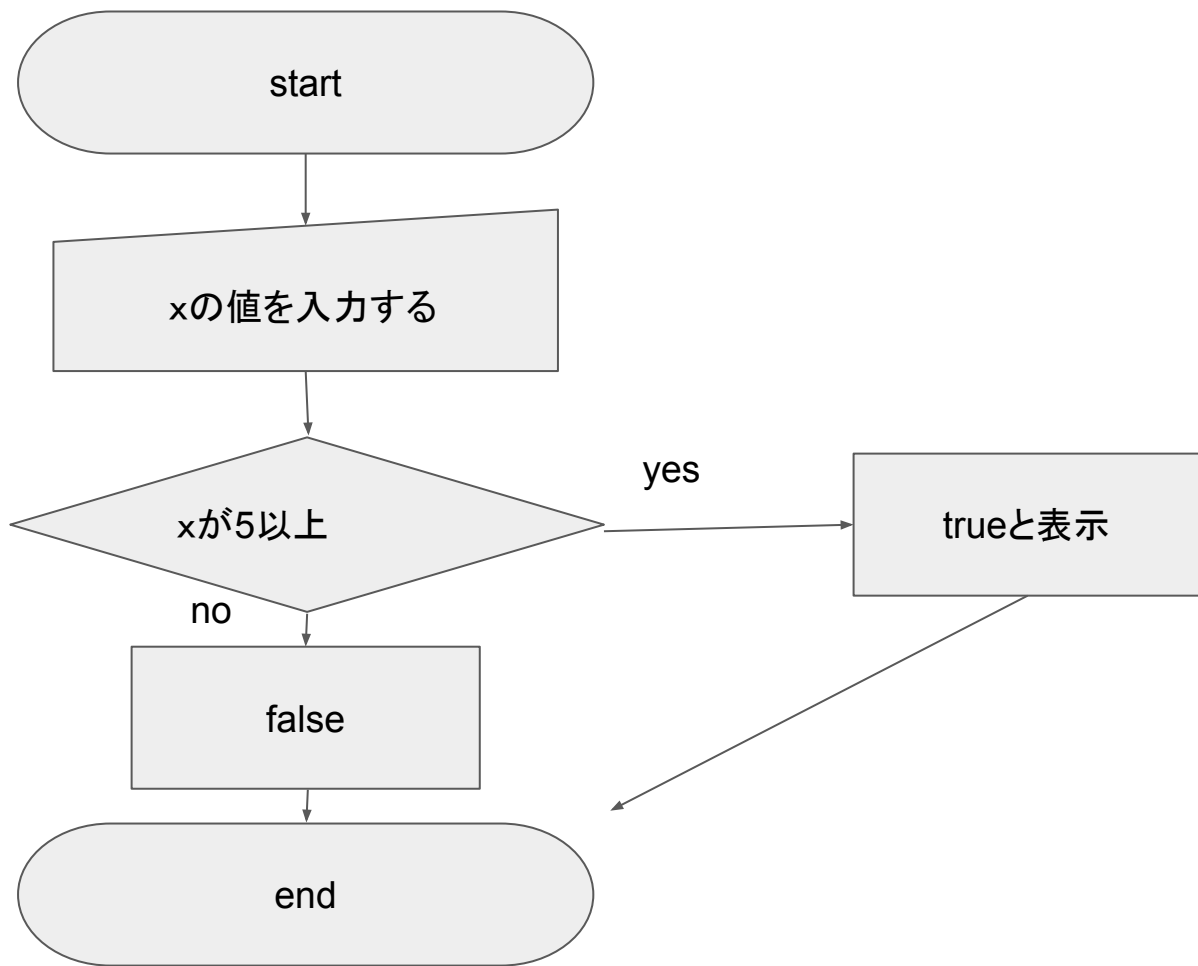 start
xの値を入力する
xが5以上
yes
trueと表示
no
false
end